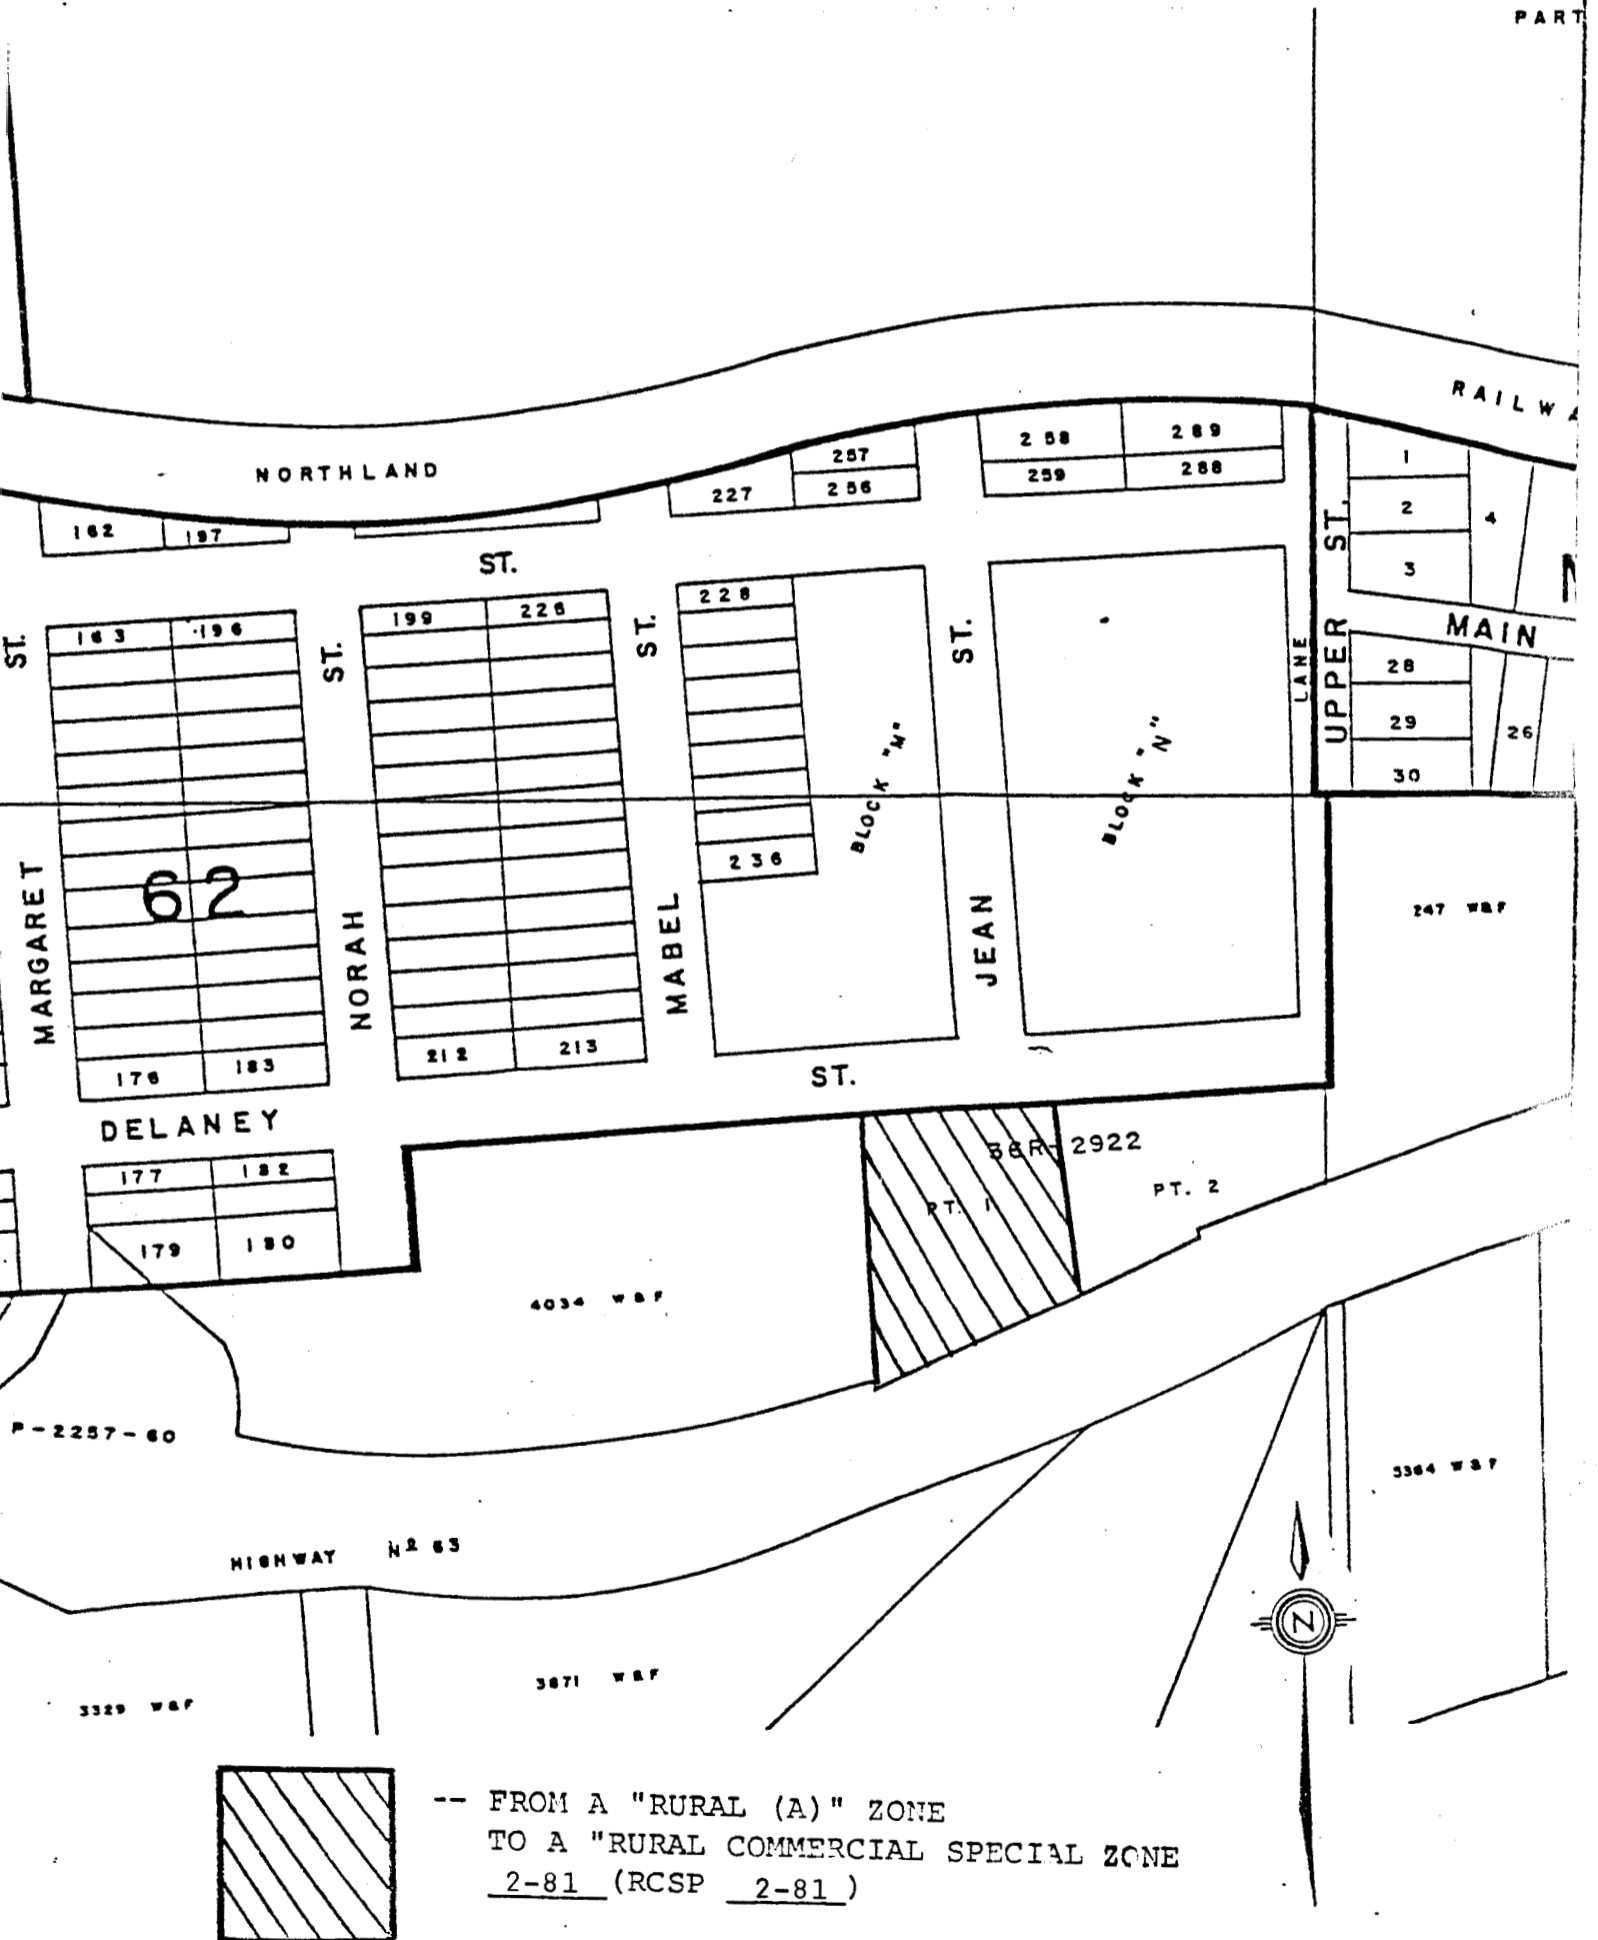 PART
RAILWA
NORTHLAND
258 289
257 259 288
227 256
1
2 4
3
162 197
ST.
ST.
228
199 226
163 196
ST. ST. ST. ST.
MAIN
LANE
UPPER
28
29 26
30
BLOCK "M"
BLOCK "N"
236
62
MARGARET
NORAH
MABEL
JEAN
247 W&F
176 183 212 213
ST.
DELANEY
36R-2922
177 182
PT. 1 PT. 2
179 180
4034 W&F
P-2257-60
5364 W&F
HIGHWAY Nº 63
N
3329 W&F
3671 W&F
-- FROM A "RURAL (A)" ZONE
TO A "RURAL COMMERCIAL SPECIAL ZONE
2-81 (RCSP 2-81)